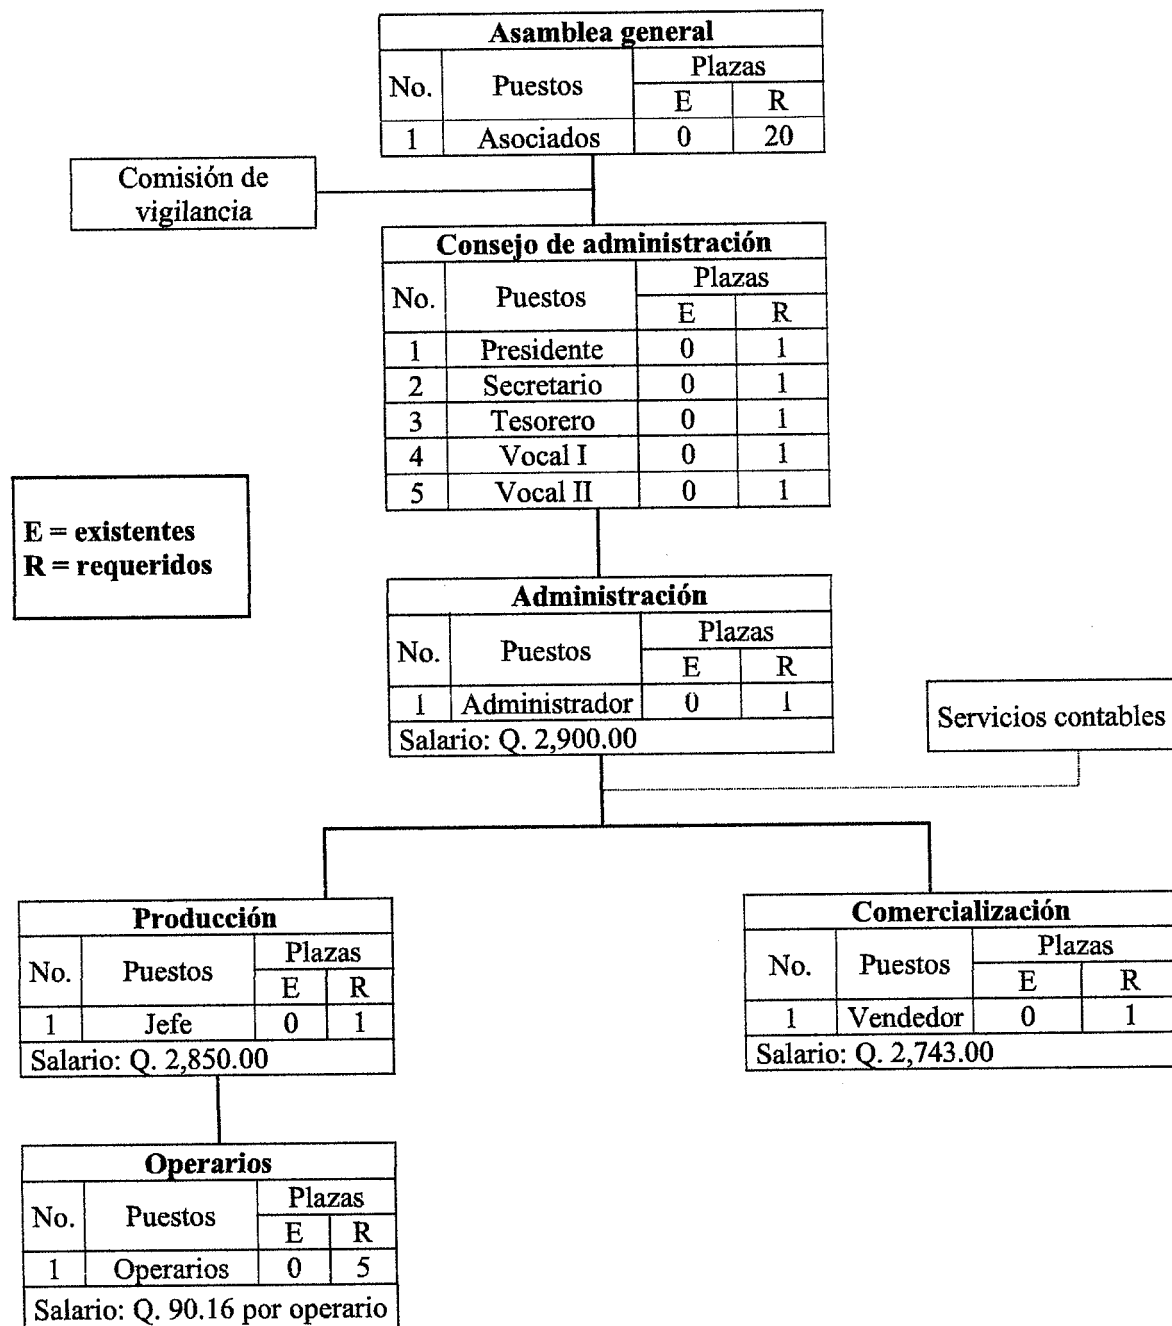 Asamblea general
No. Puestos Plazas
E R
1 Asociados 0 20
Comisión de
vigilancia
Consejo de administración
No. Puestos Plazas
E R
1 Presidente 0 1
2 Secretario 0 1
3 Tesorero 0 1
4 Vocal I 0 1
5 Vocal II 0 1
E = existentes
R = requeridos
Administración
No. Puestos Plazas
E R
1 Administrador 0 1
Salario: Q. 2,900.00
Servicios contables
Producción
No. Puestos Plazas
E R
1 Jefe 0 1
Salario: Q. 2,850.00
Comercialización
No. Puestos Plazas
E R
1 Vendedor 0 1
Salario: Q. 2,743.00
Operarios
No. Puestos Plazas
E R
1 Operarios 0 5
Salario: Q. 90.16 por operario